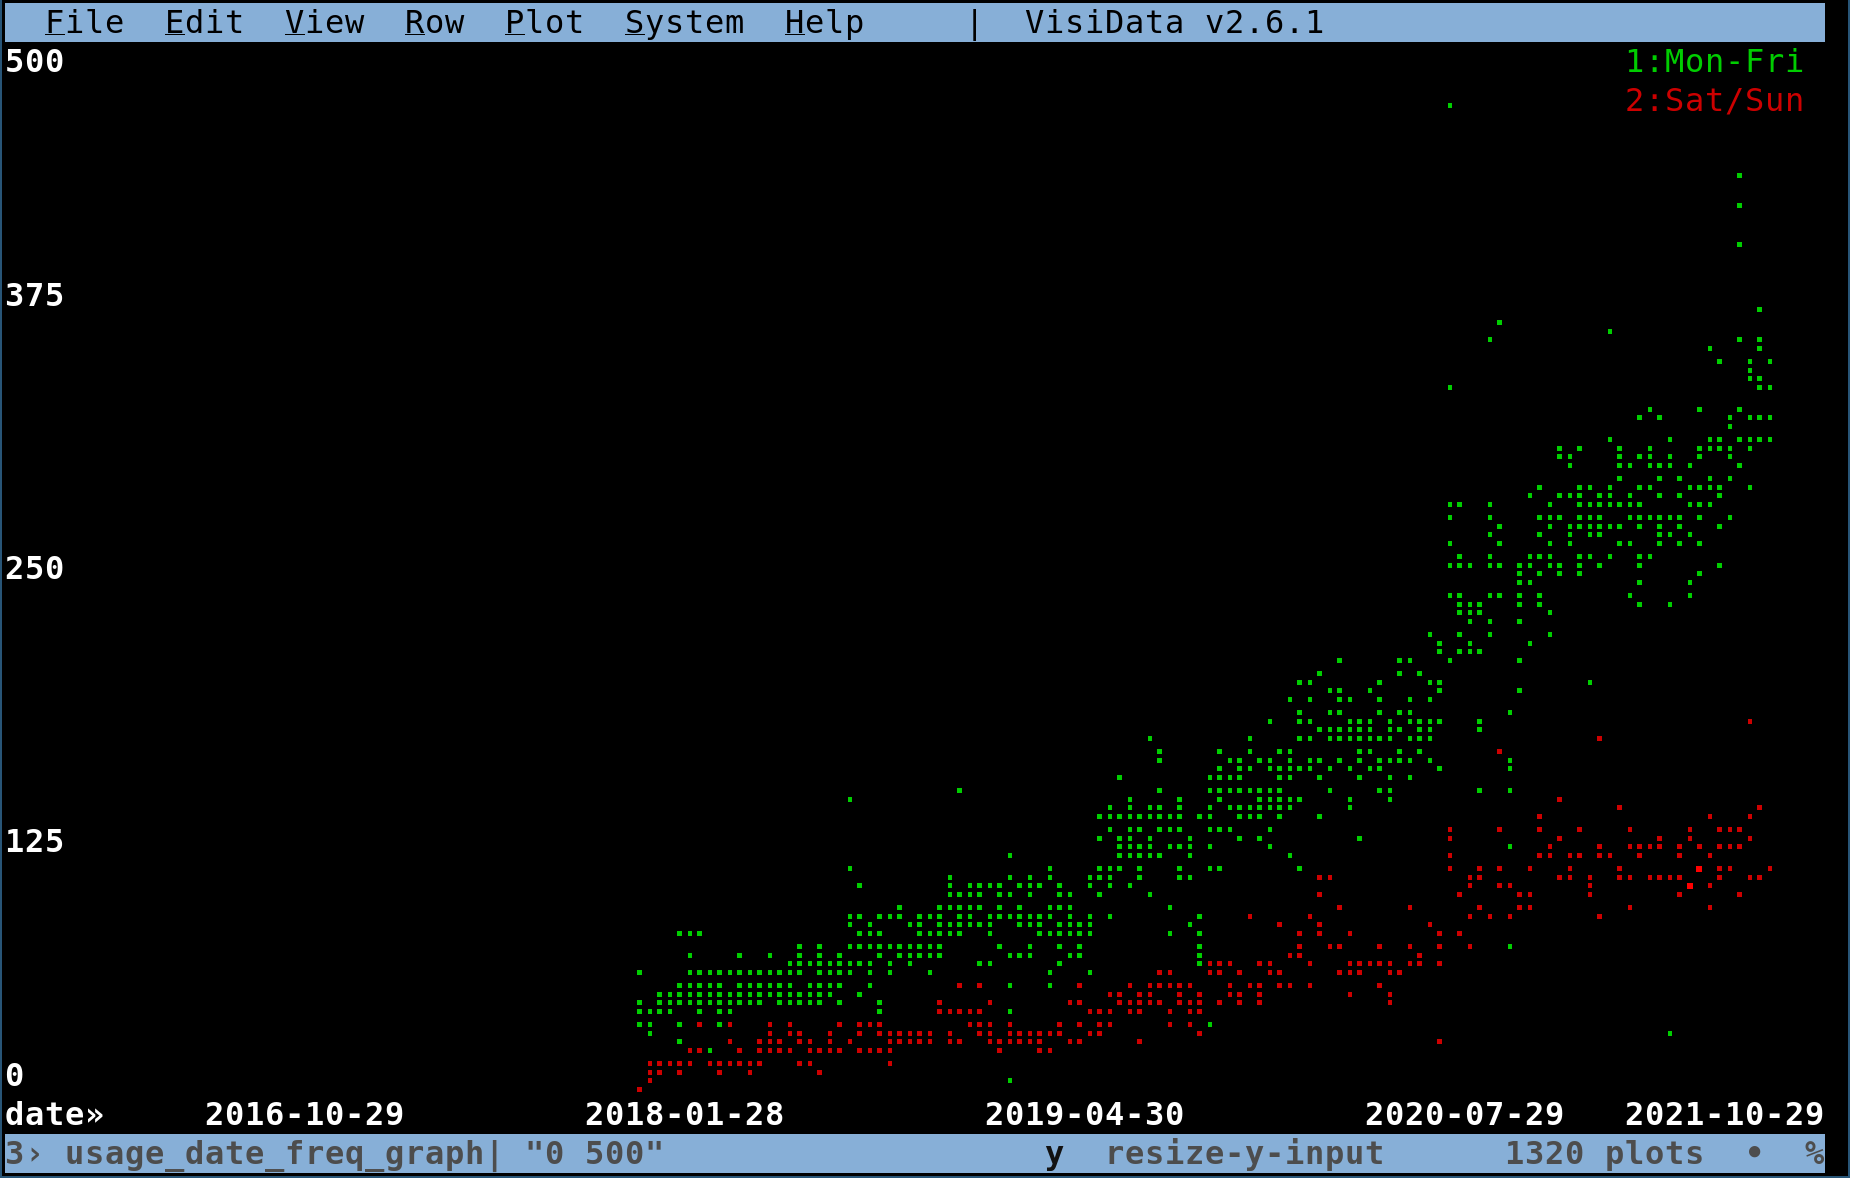 File  Edit  View  Row  Plot  System  Help  |  VisiData v2.6.1
500
1:Mon-Fri
2:Sat/Sun
375
250
125
0
date»  2016-10-29  2018-01-28  2019-04-30  2020-07-29  2021-10-29
3› usage_date_freq_graph| "0 500"  y  resize-y-input  1320 plots  •  %